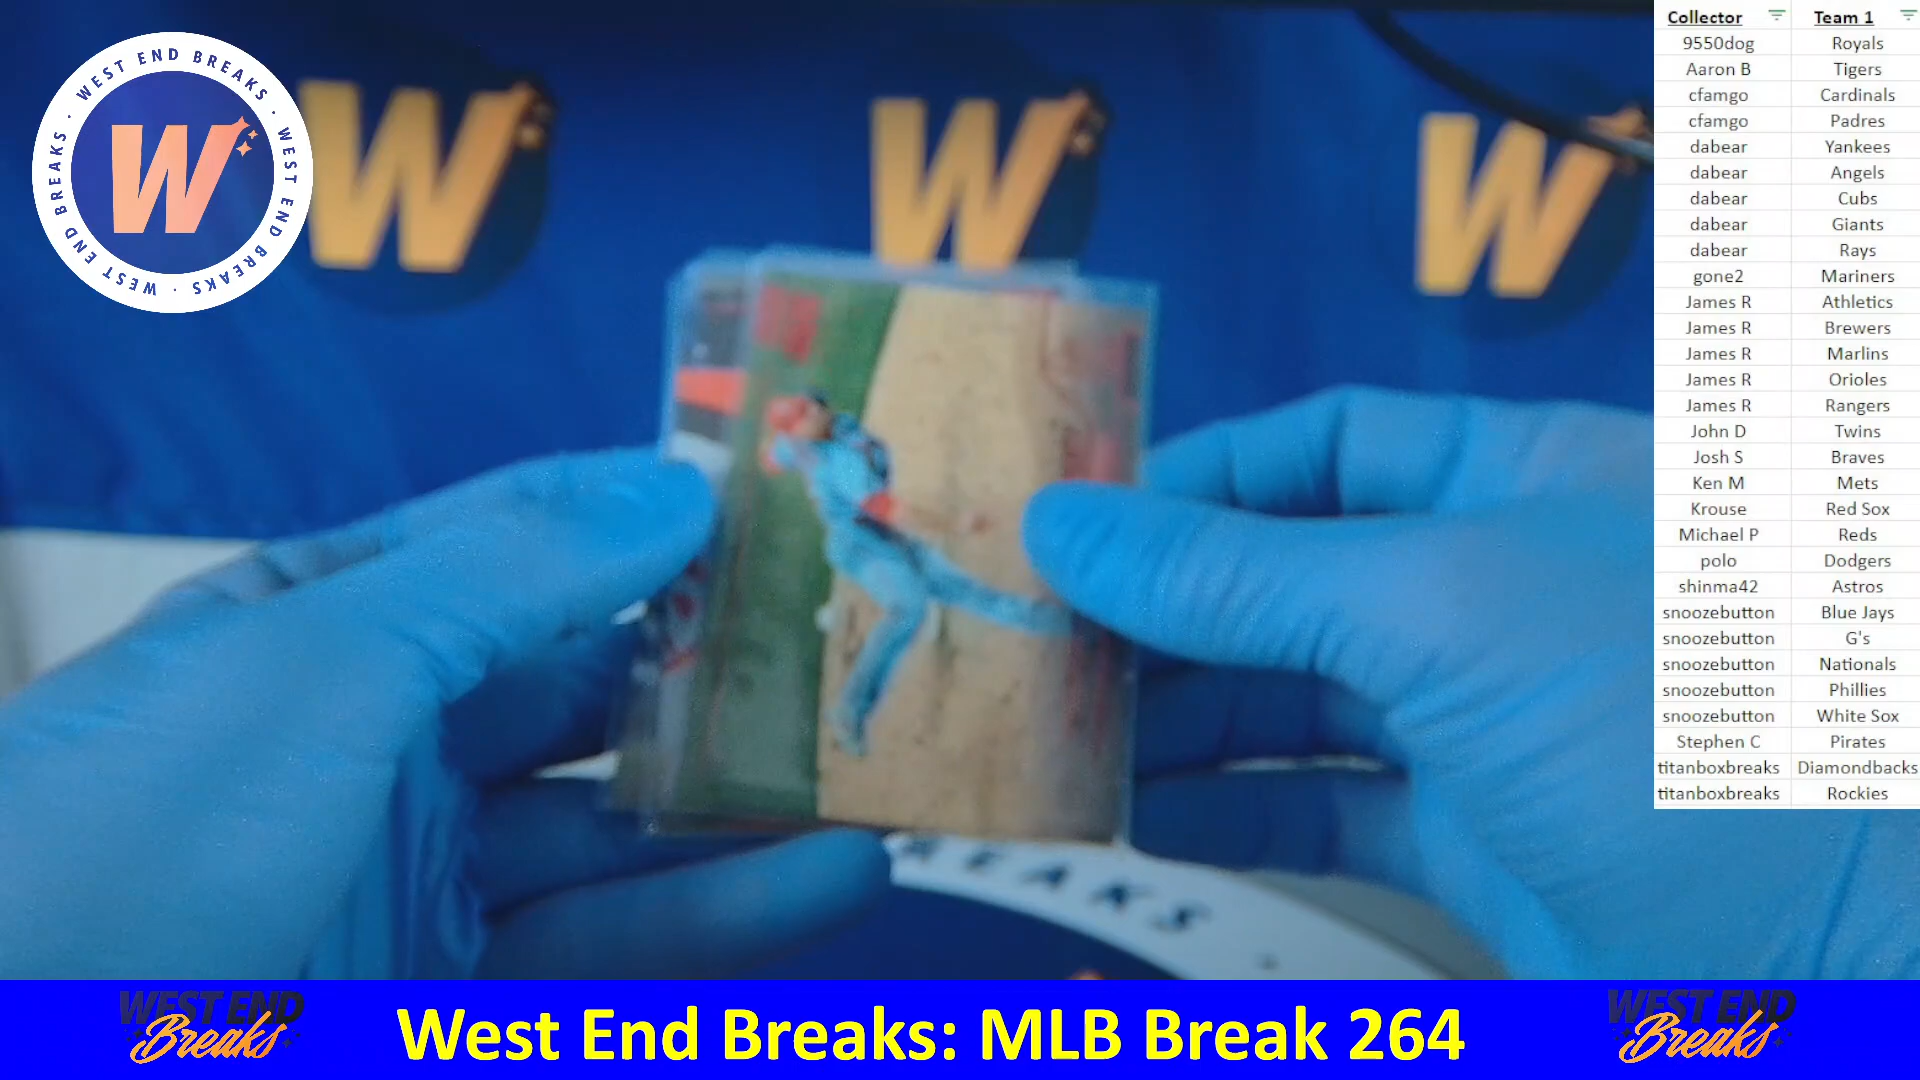 · WEST END BREAKS · WEST END BREAKS · WEST END BREAKS
W
W
W
W
Collector Team 1
9550dog Royals
Aaron B Tigers
cfamgo Cardinals
cfamgo Padres
dabear Yankees
dabear Angels
dabear Cubs
dabear Giants
dabear Rays
gone2 Mariners
James R Athletics
James R Brewers
James R Marlins
James R Orioles
James R Rangers
John D Twins
Josh S Braves
Ken M Mets
Krouse Red Sox
Michael P Reds
polo Dodgers
shinma42 Astros
snoozebutton Blue Jays
snoozebutton G's
snoozebutton Nationals
snoozebutton Phillies
snoozebutton White Sox
Stephen C Pirates
titanboxbreaks Diamondbacks
titanboxbreaks Rockies
REAKS ·
WEST END
Breaks
West End Breaks: MLB Break 264
WEST END
Breaks